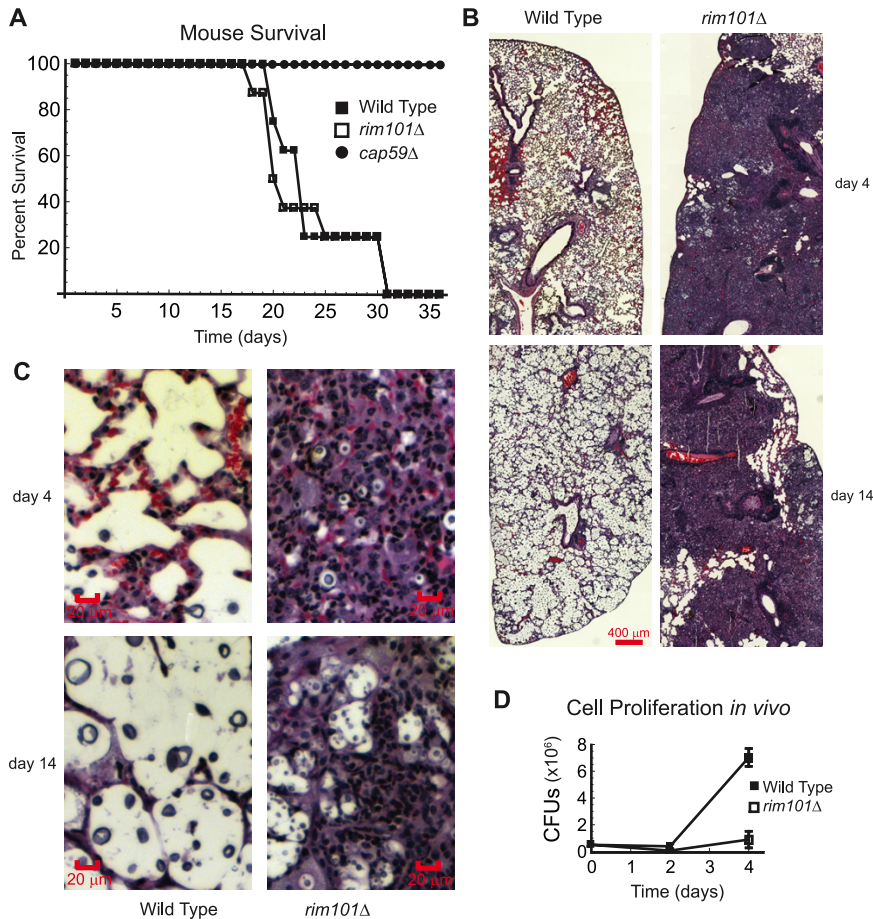 A
Mouse Survival
Percent Survival
100
80
60
40
20
5 10 15 20 25 30 35
Time (days)
Wild Type
rim101Δ
cap59Δ
B
Wild Type rim101Δ
day 4
day 14
400 µm
C
day 4
20 µm 20 µm
day 14
20 µm 20 µm
Wild Type rim101Δ
D
Cell Proliferation in vivo
CFUs (x10⁶)
8
6
4
2
0
0 1 2 3 4
Time (days)
Wild Type
rim101Δ